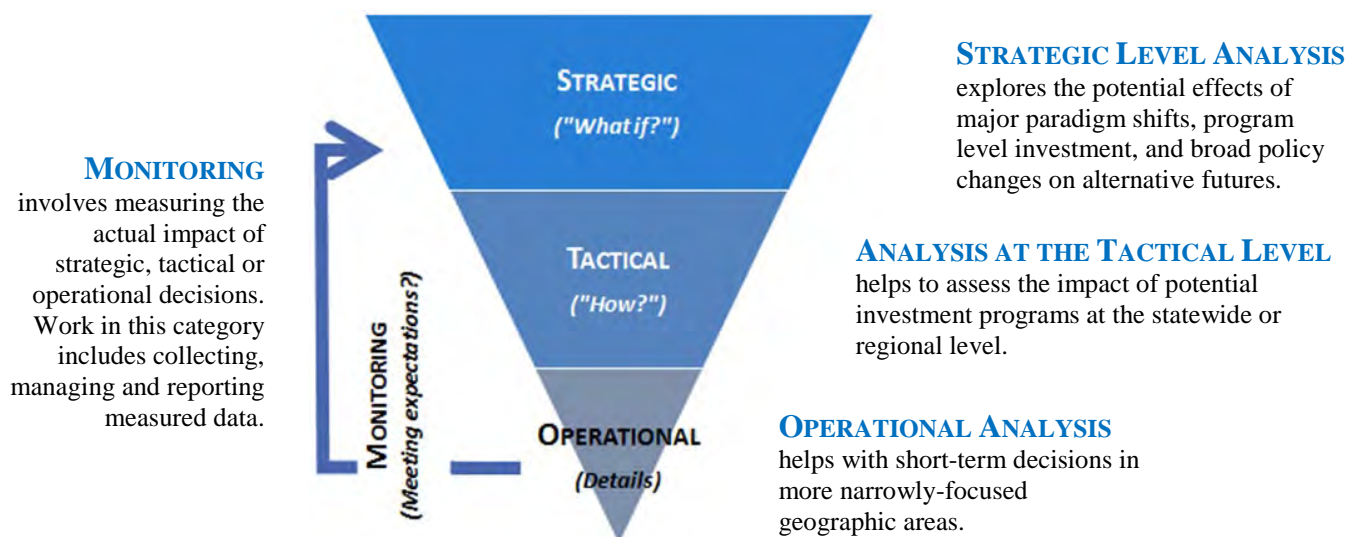 MONITORING
involves measuring the
actual impact of
strategic, tactical or
operational decisions.
Work in this category
includes collecting,
managing and reporting
measured data.
MONITORING
(Meeting expectations?)
STRATEGIC
("What if?")
TACTICAL
("How?")
OPERATIONAL
(Details)
STRATEGIC LEVEL ANALYSIS
explores the potential effects of
major paradigm shifts, program
level investment, and broad policy
changes on alternative futures.
ANALYSIS AT THE TACTICAL LEVEL
helps to assess the impact of potential
investment programs at the statewide or
regional level.
OPERATIONAL ANALYSIS
helps with short-term decisions in
more narrowly-focused
geographic areas.